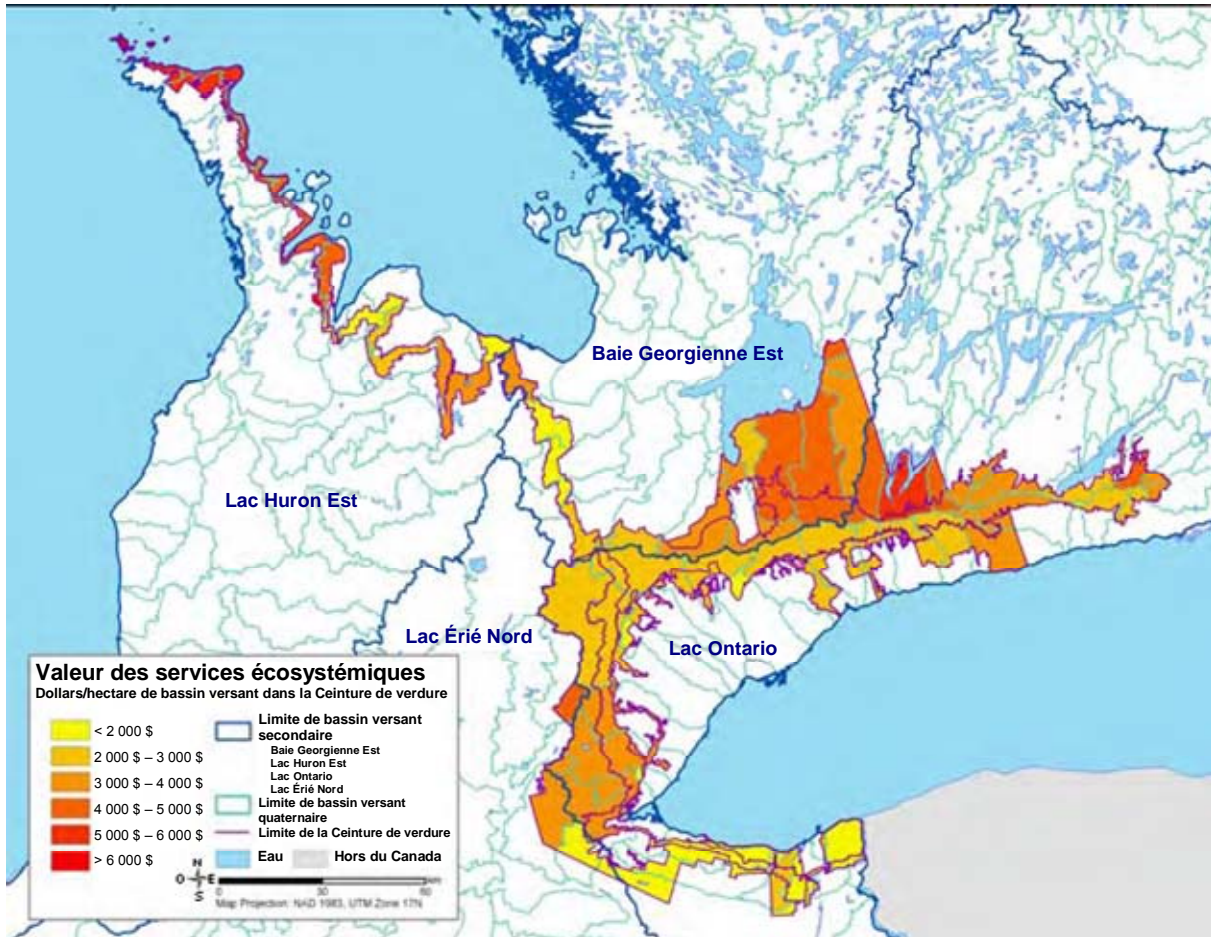 Baie Georgienne Est
Lac Huron Est
Lac Érié Nord
Lac Ontario
Valeur des services écosystémiques
Dollars/hectare de bassin versant dans la Ceinture de verdure
< 2 000 $
2 000 $ – 3 000 $
3 000 $ – 4 000 $
4 000 $ – 5 000 $
5 000 $ – 6 000 $
> 6 000 $
Limite de bassin versant
secondaire
Baie Georgienne Est
Lac Huron Est
Lac Ontario
Lac Érié Nord
Limite de bassin versant
quaternaire
Limite de la Ceinture de verdure
Eau
Hors du Canada
N
O
E
S
0 30 60 km
Map Projection: NAD 1983, UTM Zone 17N